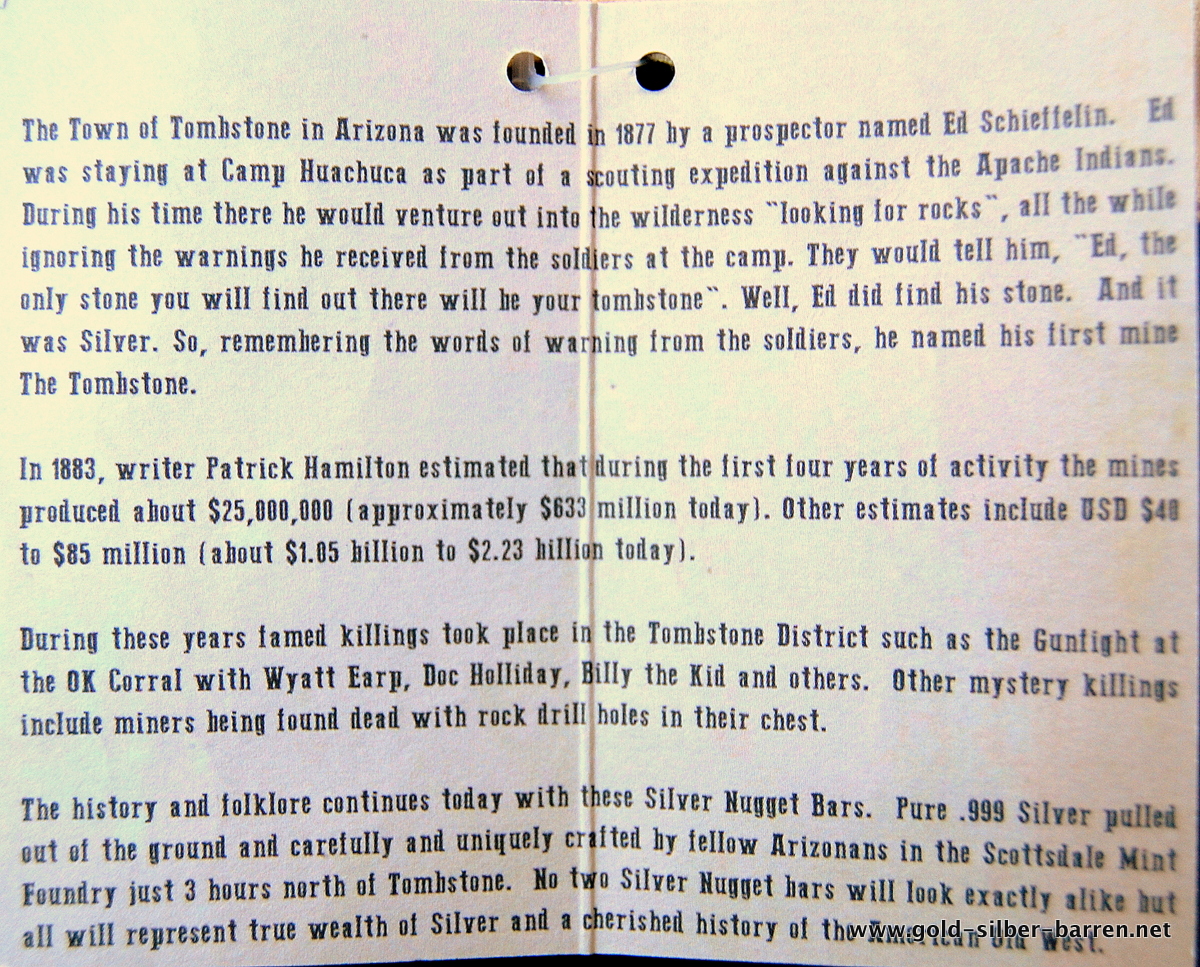 The Town of Tombstone in Arizona was founded in 1877 by a prospector named Ed Schieffelin. Ed
was staying at Camp Huachuca as part of a scouting expedition against the Apache Indians.
During his time there he would venture out into the wilderness "looking for rocks", all the while
ignoring the warnings he received from the soldiers at the camp. They would tell him, "Ed, the
only stone you will find out there will be your tombstone". Well, Ed did find his stone. And it
was Silver. So, remembering the words of warning from the soldiers, he named his first mine
The Tombstone.
In 1883, writer Patrick Hamilton estimated that during the first four years of activity the mines
produced about $25,000,000 (approximately $633 million today). Other estimates include USD $40
to $85 million (about $1.05 billion to $2.23 billion today).
During these years famed killings took place in the Tombstone District such as the Gunfight at
the OK Corral with Wyatt Earp, Doc Holliday, Billy the Kid and others. Other mystery killings
include miners being found dead with rock drill holes in their chest.
The history and folklore continues today with these Silver Nugget Bars. Pure .999 Silver pulled
out of the ground and carefully and uniquely crafted by fellow Arizonans in the Scottsdale Mint
Foundry just 3 hours north of Tombstone. No two Silver Nugget bars will look exactly alike but
all will represent true wealth of Silver and a cherished history of the American Old West.
www.gold-silber-barren.net